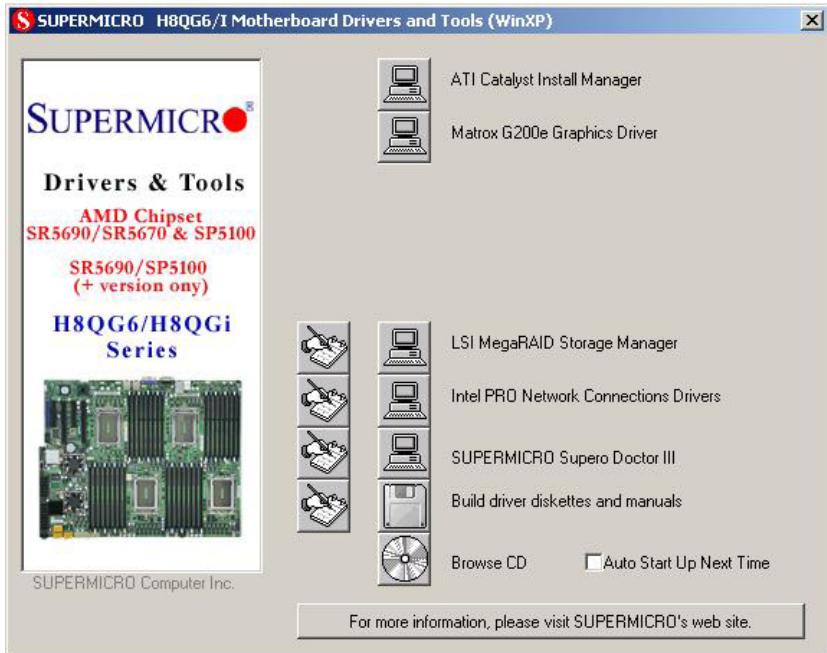 SUPERMICRO H8QG6/I Motherboard Drivers and Tools (WinXP)
SUPERMICRO
Drivers & Tools
AMD Chipset
SR5690/SR5670 & SP5100
SR5690/SP5100
(+ version ony)
H8QG6/H8QGi
Series
SUPERMICRO Computer Inc.
ATI Catalyst Install Manager
Matrox G200e Graphics Driver
LSI MegaRAID Storage Manager
Intel PRO Network Connections Drivers
SUPERMICRO Supero Doctor III
Build driver diskettes and manuals
Browse CD Auto Start Up Next Time
For more information, please visit SUPERMICRO's web site.